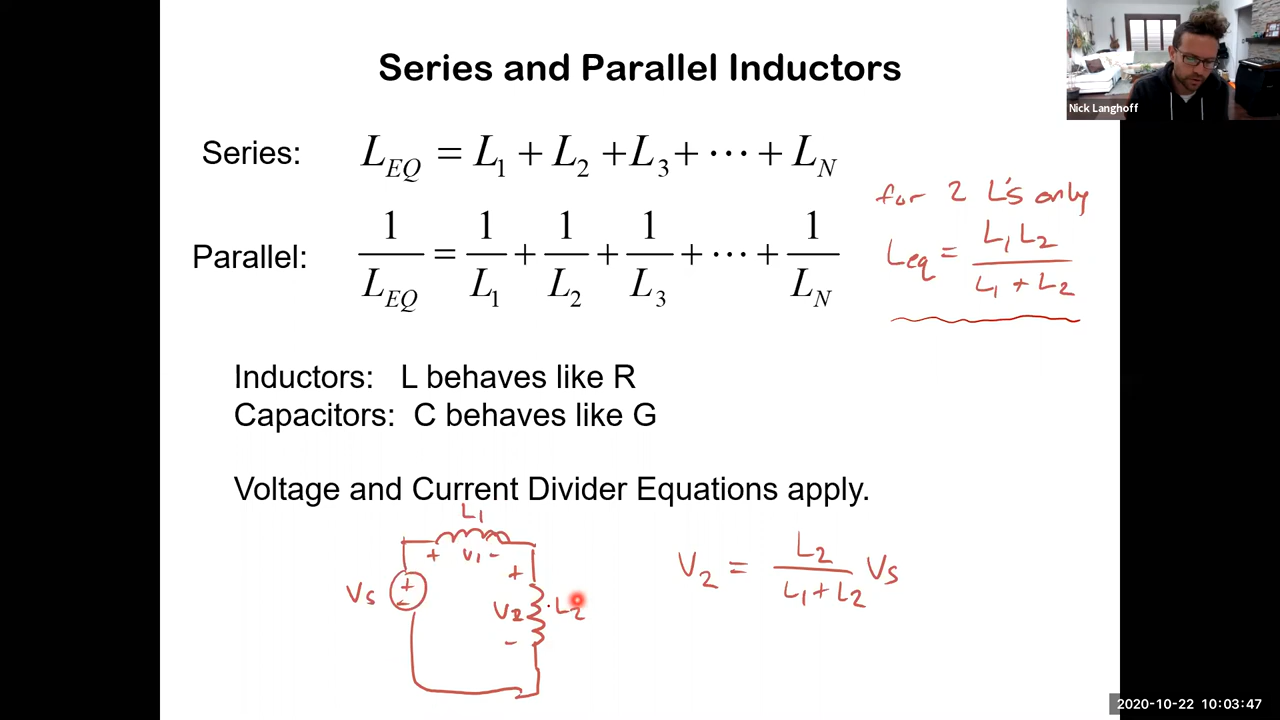 Series and Parallel Inductors
Nick Langhoff
Series: L_EQ = L_1 + L_2 + L_3 + ⋯ + L_N
for 2 L's only
Parallel: 1/L_EQ = 1/L_1 + 1/L_2 + 1/L_3 + ⋯ + 1/L_N
Leq = L1 L2 / L1 + L2
Inductors: L behaves like R
Capacitors: C behaves like G
Voltage and Current Divider Equations apply.
L1
+ V1 -
+
Vs + -
V2
L2
-
V2 = L2 / L1 + L2 Vs
2020-10-22 10:03:47